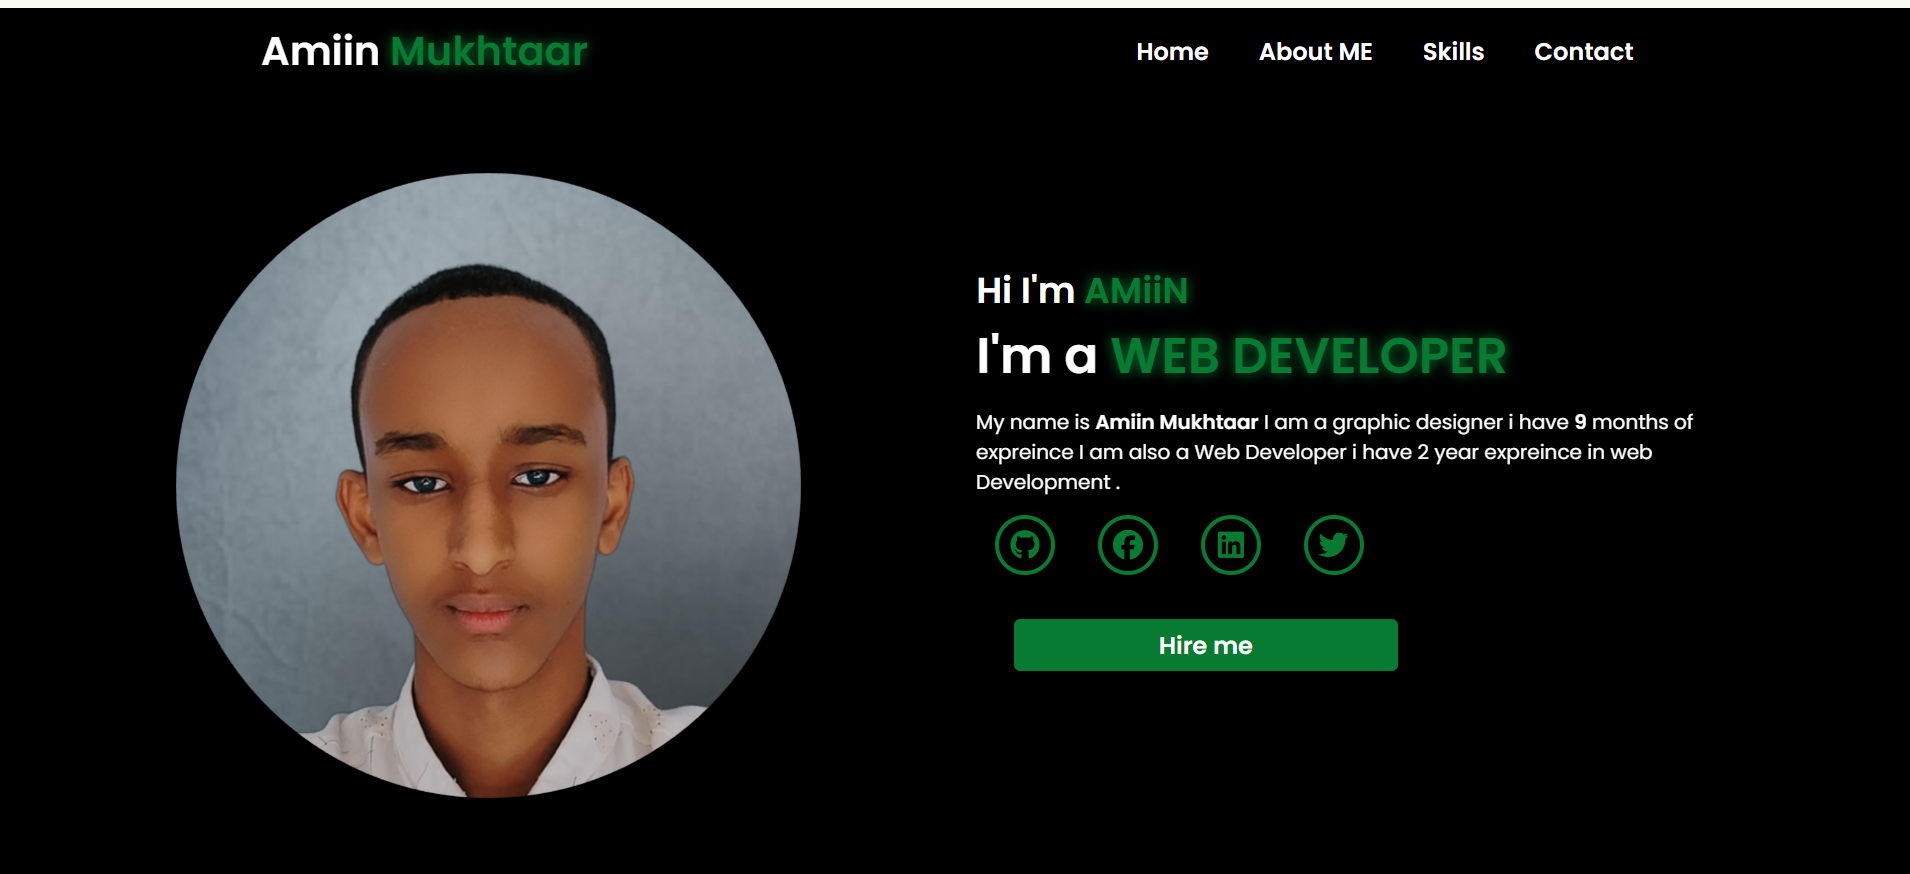 Amiin Mukhtaar
Home About ME Skills Contact
Hi I'm AMiiN
I'm a WEB DEVELOPER
My name is Amiin Mukhtaar I am a graphic designer i have 9 months of
expreince I am also a Web Developer i have 2 year expreince in web
Development .
Hire me